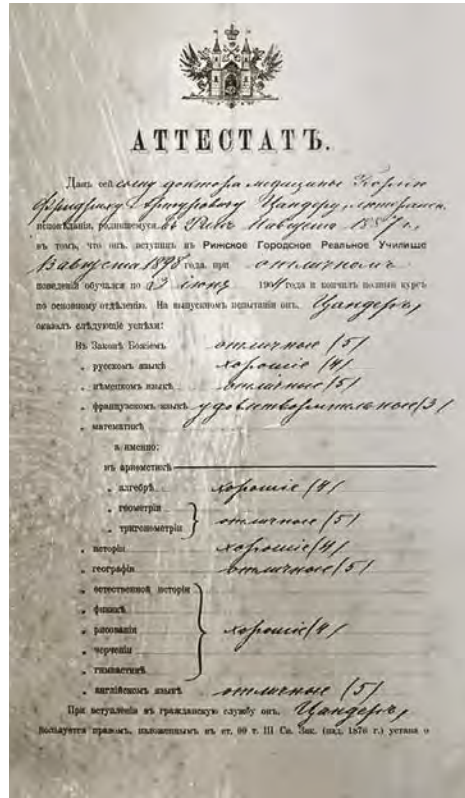 АТТЕСТАТЪ.
Данъ сей сыну доктора медицины Георгію
Фридриху Артуровичу Цандеру, лютеранск.
исповѣданія, родившемуся въ Ригѣ 11 августа 1887 г.,
въ томъ, что онъ, вступивъ въ Рижское Городское Реальное Училище
августа 1898 года, при отличномъ
поведеніи обучался по 2 іюня 190 года и кончилъ полный курсъ
по основному отдѣленію. На выпускномъ испытаніи онъ, Цандеръ,
оказалъ слѣдующіе успѣхи:
Въ Законѣ Божіемъ отличные /5/
„ русскомъ языкѣ хорошіе /4/
„ нѣмецкомъ языкѣ отличные /5/
„ французскомъ языкѣ удовлетворительные /3/
„ математикѣ
а именно:
въ ариѳметикѣ
„ алгебрѣ хорошіе /4/
„ геометріи
„ тригонометріи отличные /5/
„ исторіи хорошіе /4/
„ географіи отличные /5/
„ естественной исторіи
„ физикѣ
„ рисованіи хорошіе /4/
„ черченіи
„ гимнастикѣ
„ англійскомъ языкѣ отличные /5/
При вступленіи въ гражданскую службу онъ, Цандеръ,
пользуется правомъ, изложеннымъ въ ст. 99 т. III Св. Зак. (изд. 1876 г.) устава о